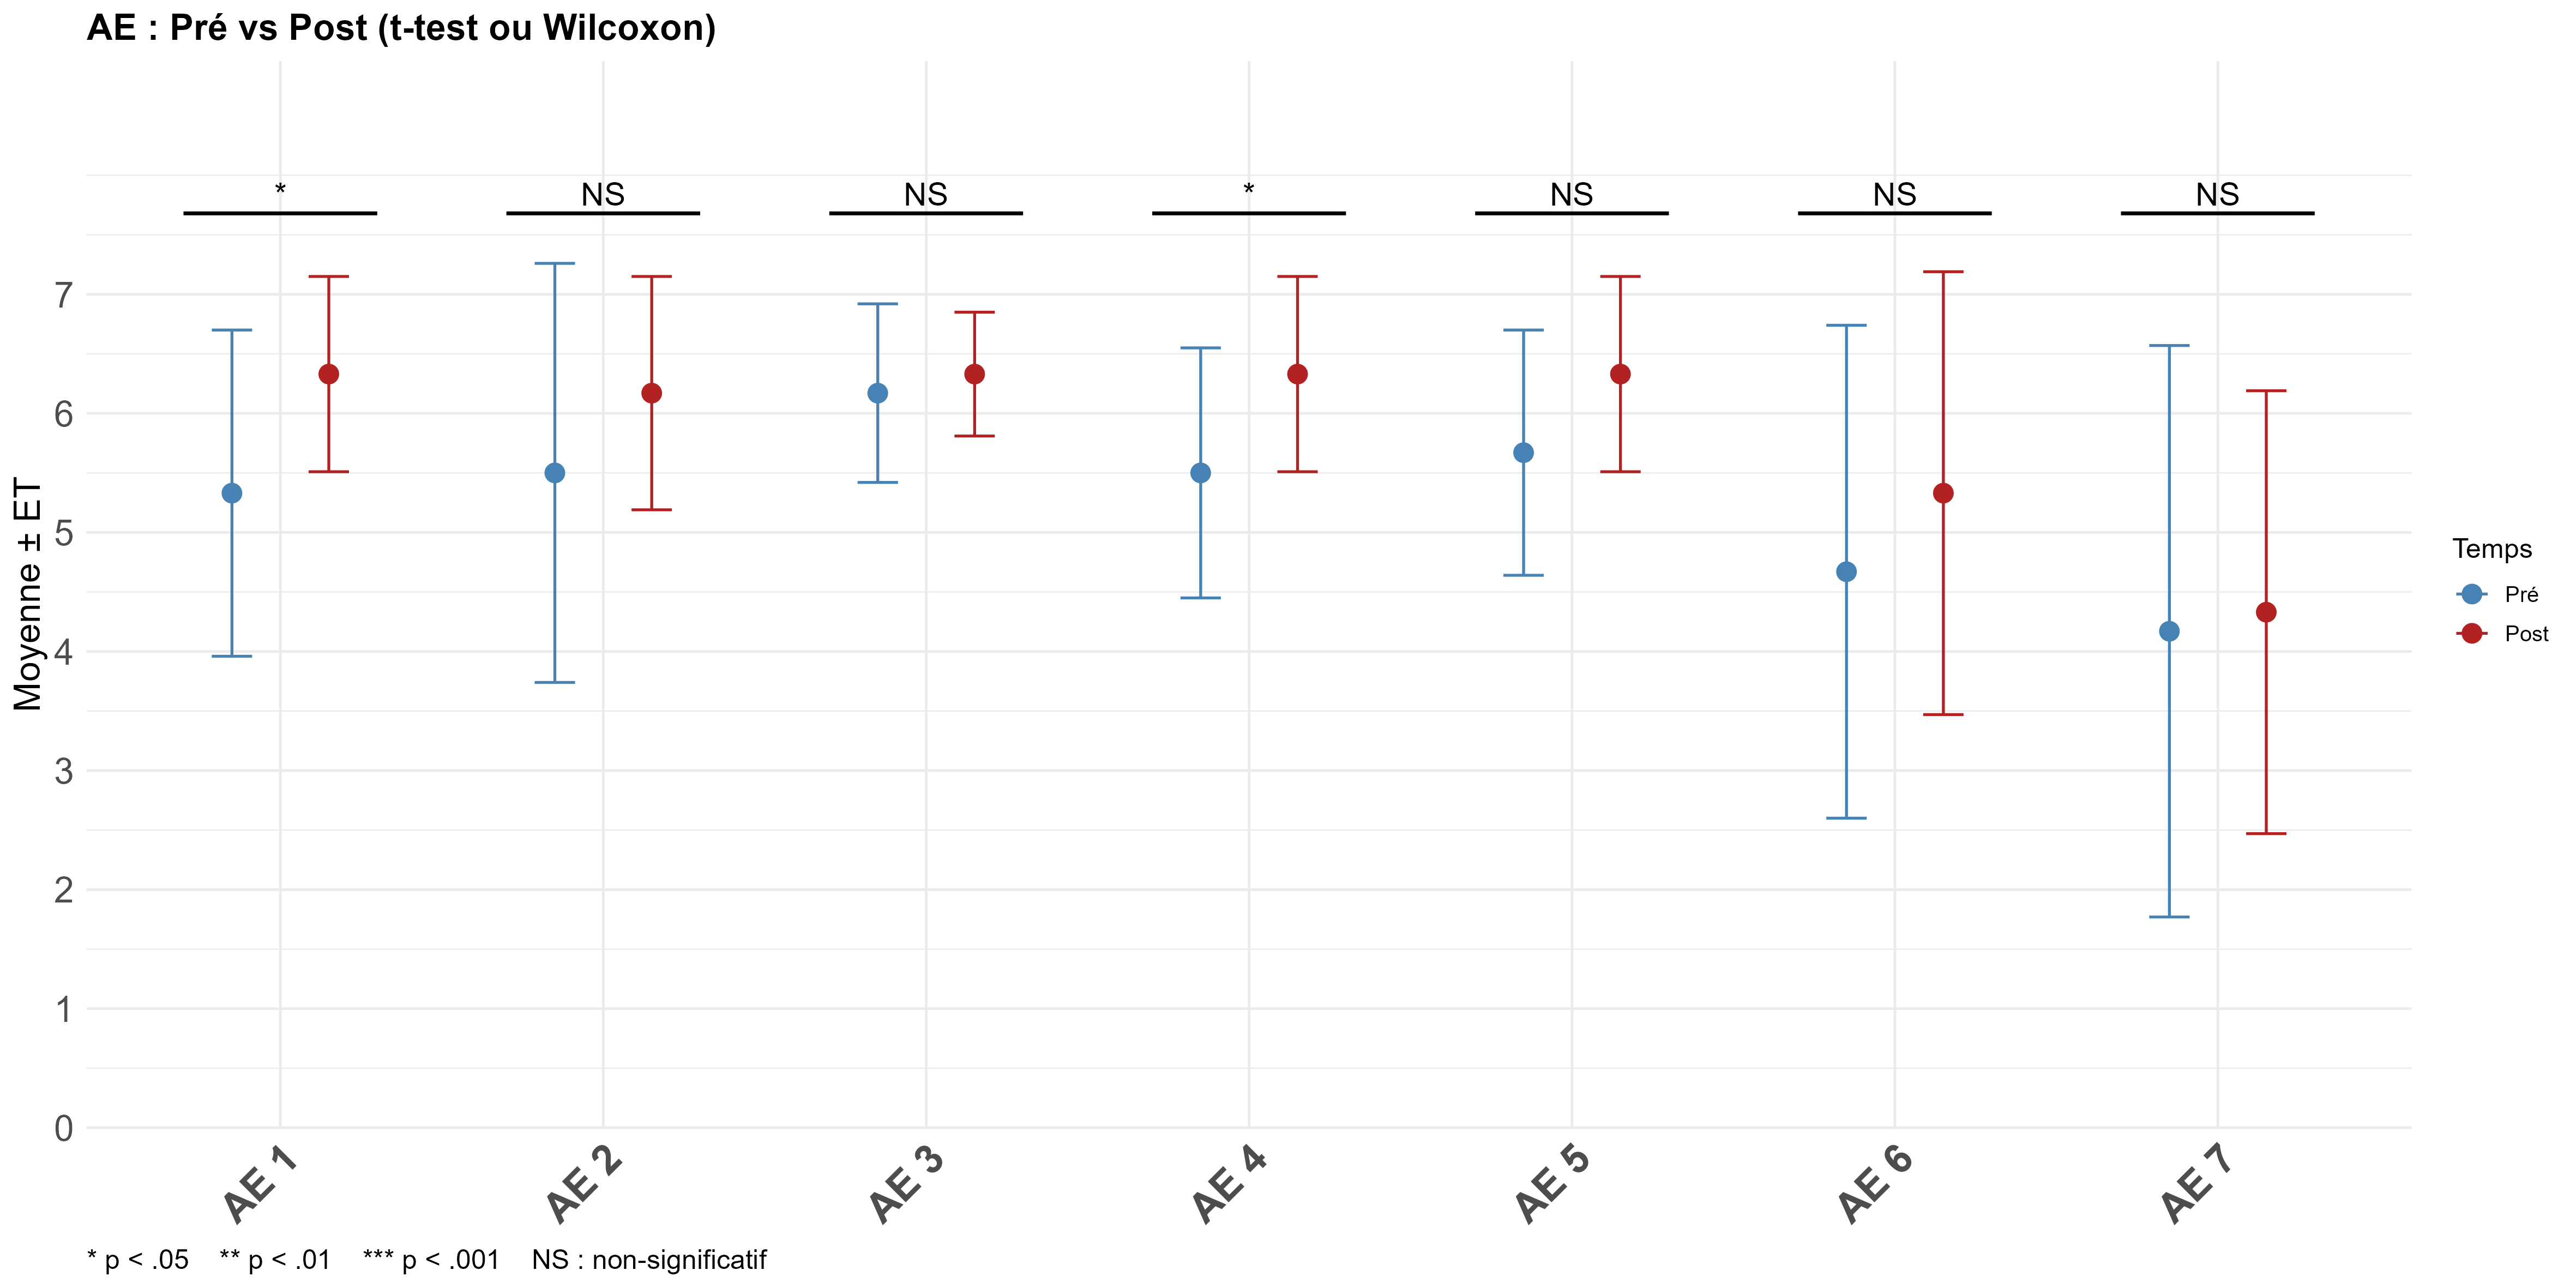 AE : Pré vs Post (t-test ou Wilcoxon)
* NS NS * NS NS NS
Moyenne ± ET
7
6
5
4
3
2
1
0
AE 1 AE 2 AE 3 AE 4 AE 5 AE 6 AE 7
Temps
Pré
Post
* p < .05 ** p < .01 *** p < .001 NS : non-significatif